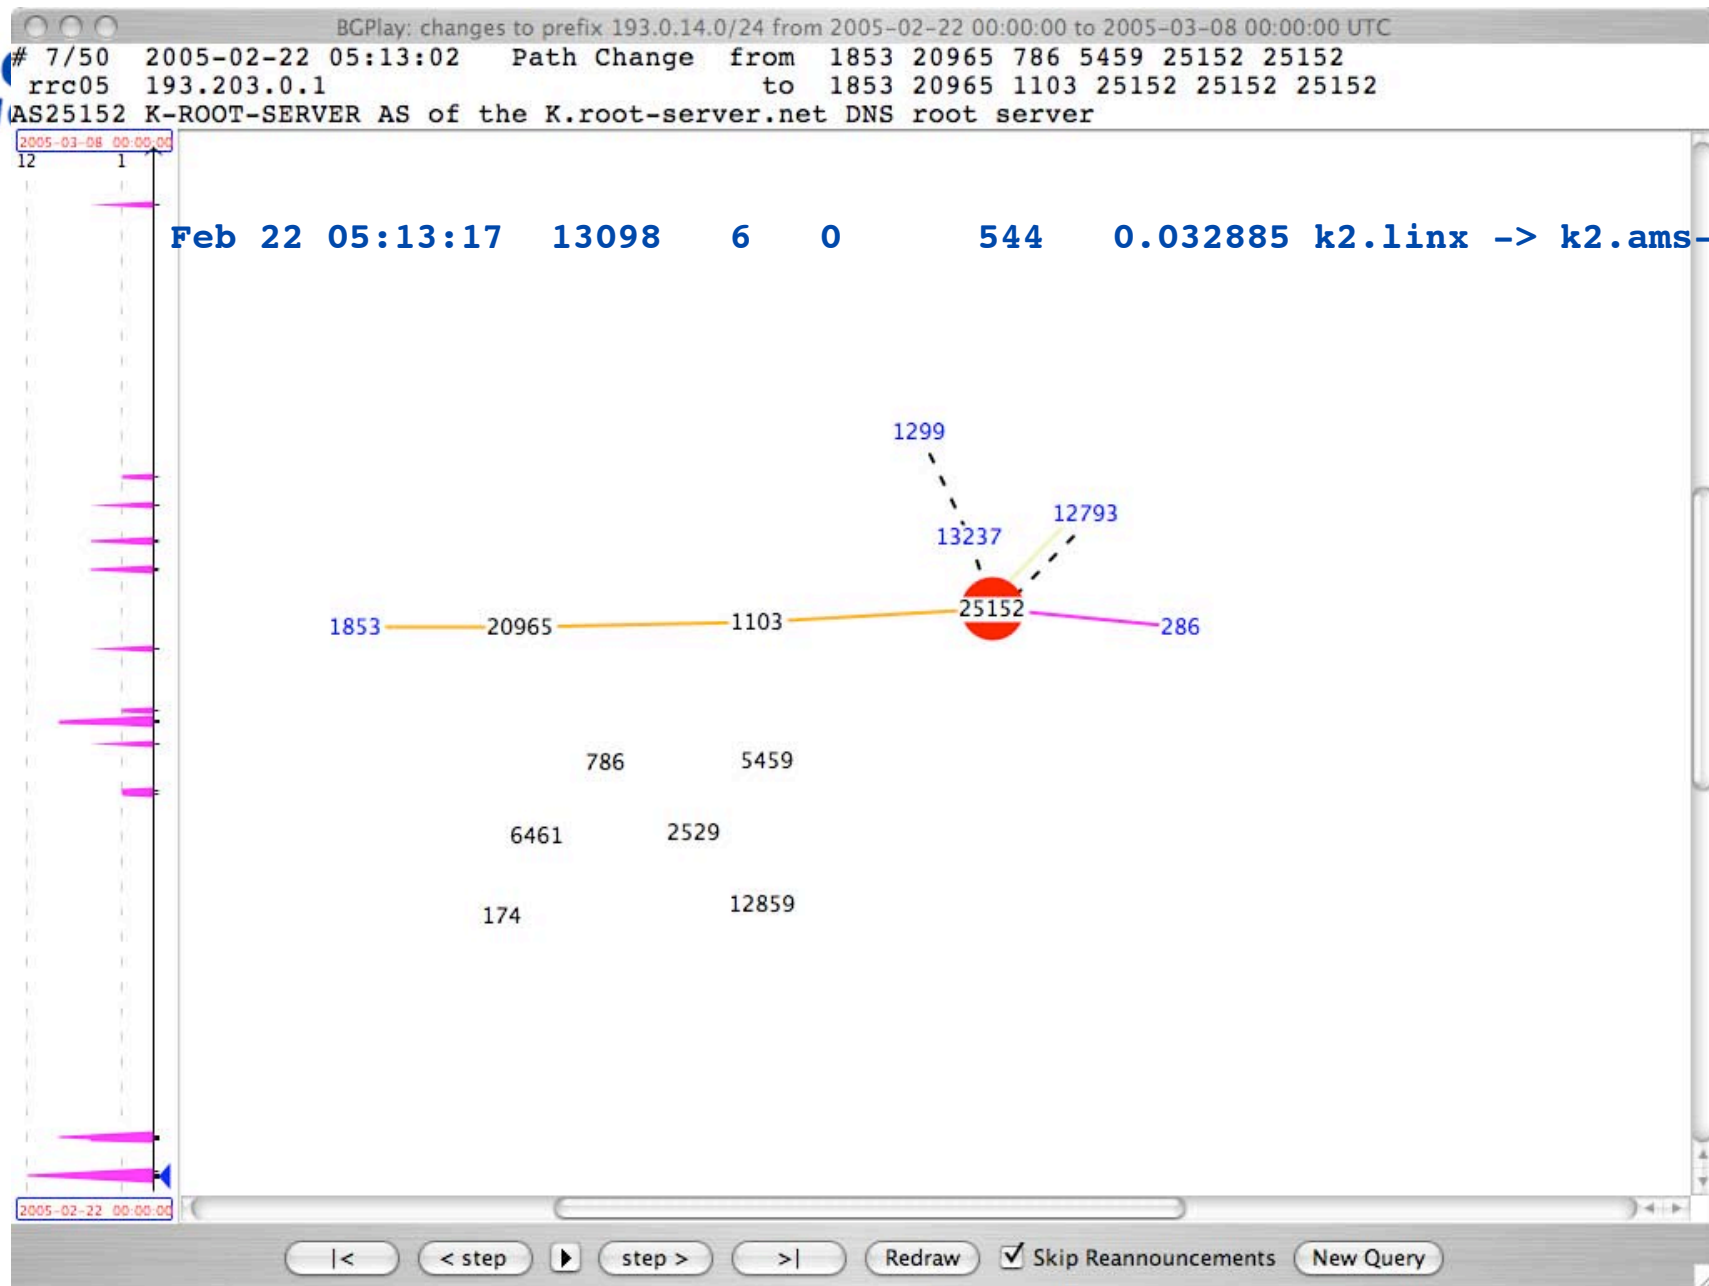 BGPlay: changes to prefix 193.0.14.0/24 from 2005-02-22 00:00:00 to 2005-03-08 00:00:00 UTC
# 7/50 2005-02-22 05:13:02 Path Change from 1853 20965 786 5459 25152 25152
rrc05 193.203.0.1 to 1853 20965 1103 25152 25152 25152
AS25152 K-ROOT-SERVER AS of the K.root-server.net DNS root server
2005-03-08 00:00:00
12 1
Feb 22 05:13:17 13098 6 0 544 0.032885 k2.linx -> k2.ams-
1299
12793
13237
25152
1853 20965 1103 286
786 5459
6461 2529
174 12859
2005-02-22 00:00:00
|< < step step > >| Redraw Skip Reannouncements New Query